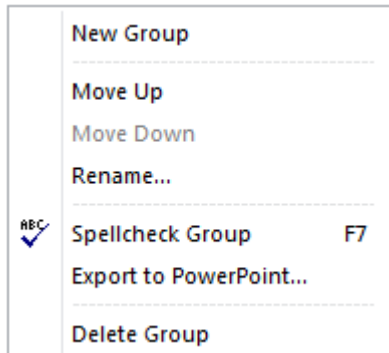 New Group
Move Up
Move Down
Rename...
ABC Spellcheck Group F7
Export to PowerPoint...
Delete Group